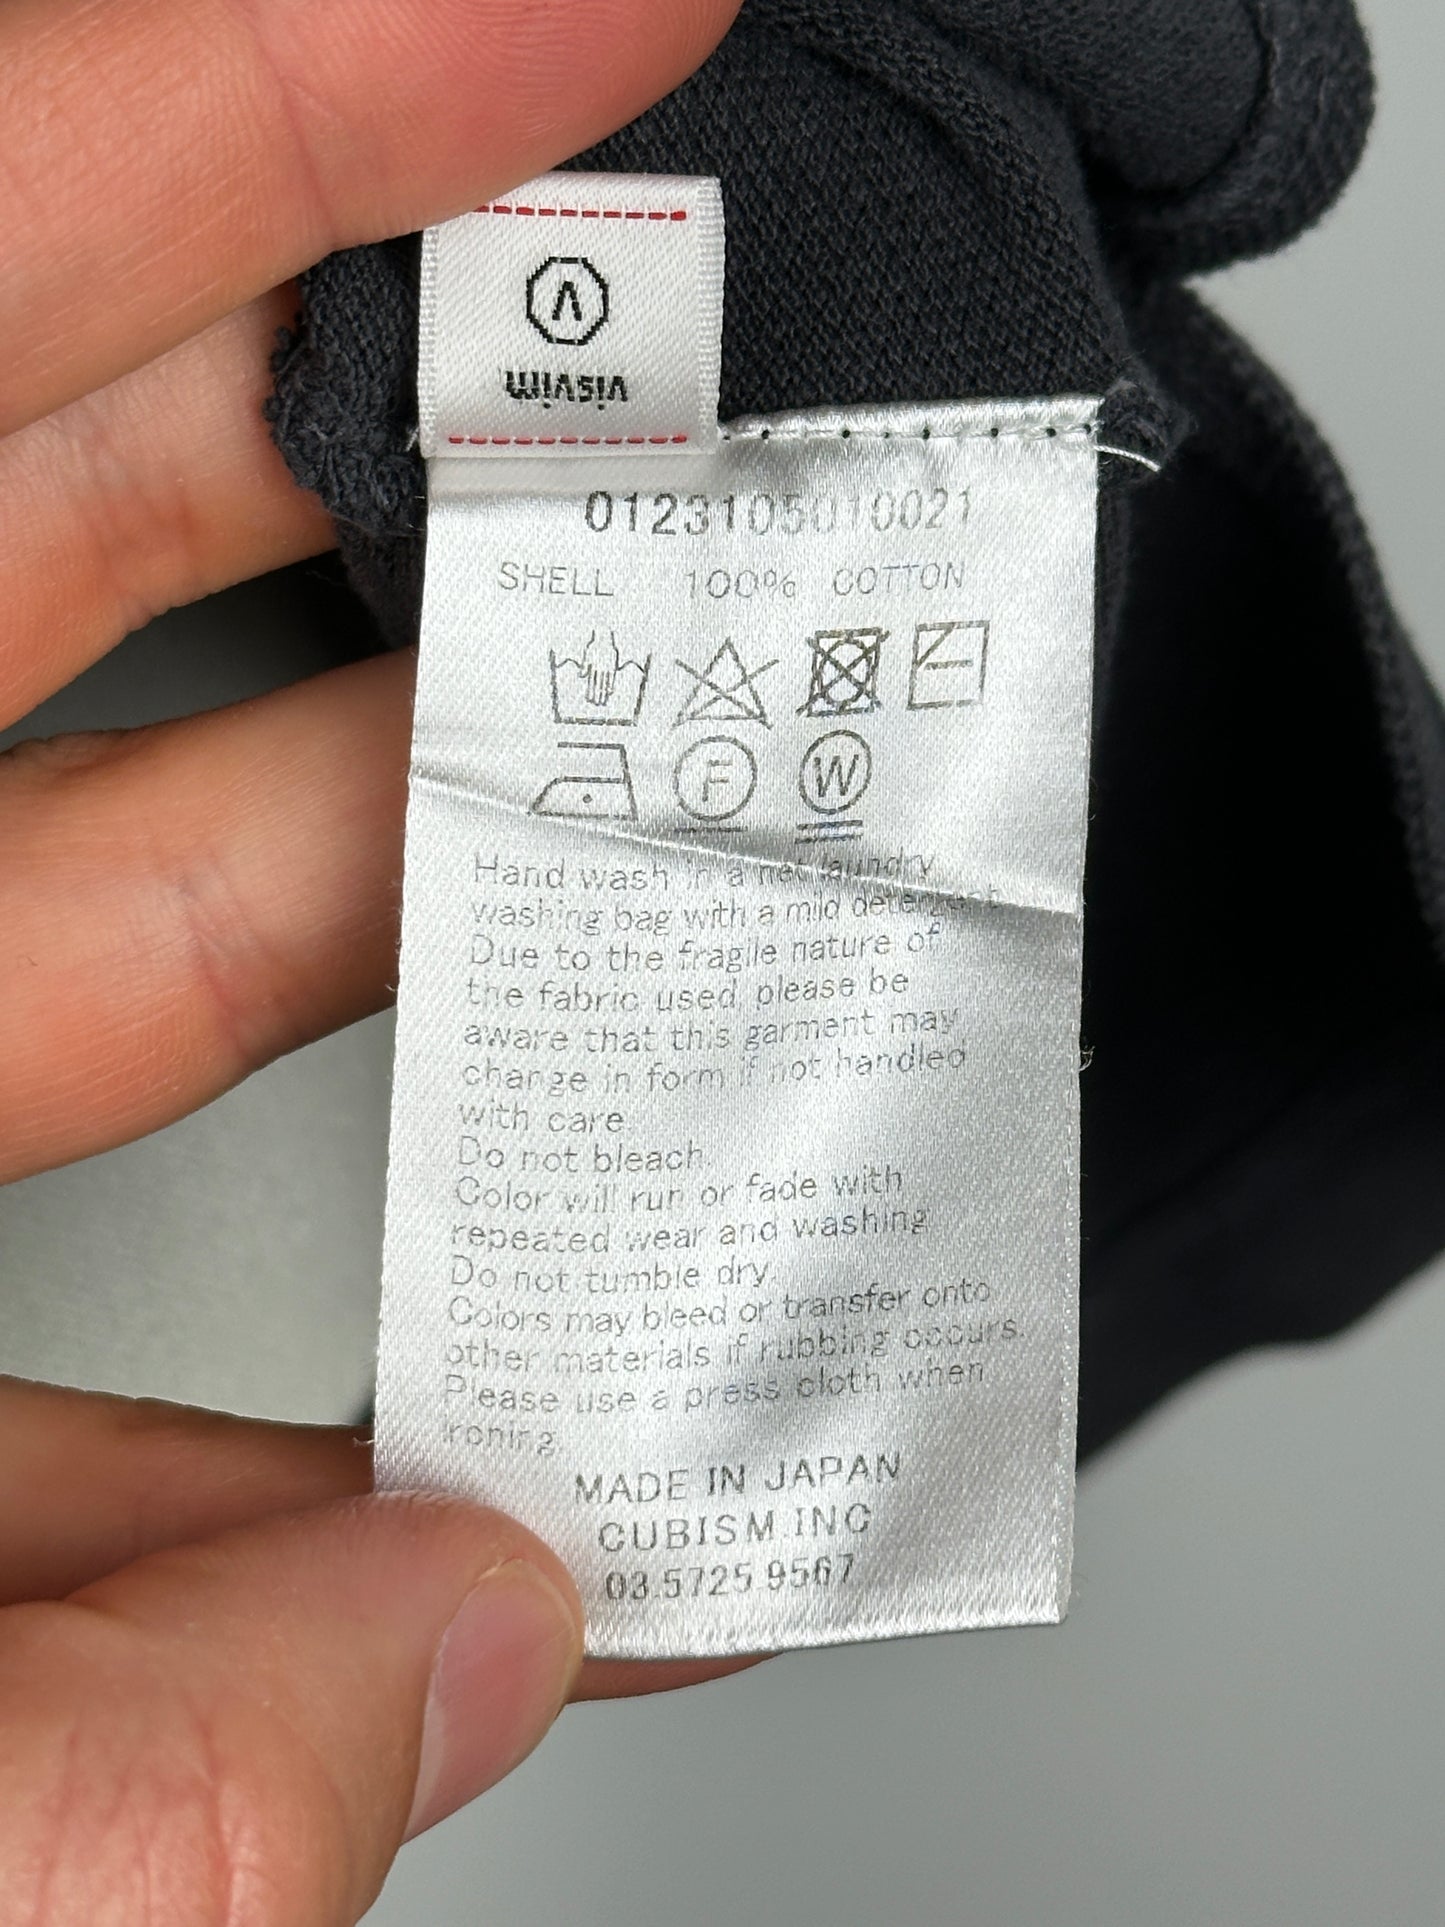 visvim
0123105010021
SHELL 100% COTTON
F
W
Hand wash in a net laundry
washing bag with a mild detergent
Due to the fragile nature of
the fabric used, please be
aware that this garment may
change in form if not handled
with care.
Do not bleach.
Color will run or fade with
repeated wear and washing
Do not tumble dry.
Colors may bleed or transfer onto
other materials if rubbing occurs.
Please use a press cloth when
ironing.
MADE IN JAPAN
CUBISM.INC
03.5725.9567